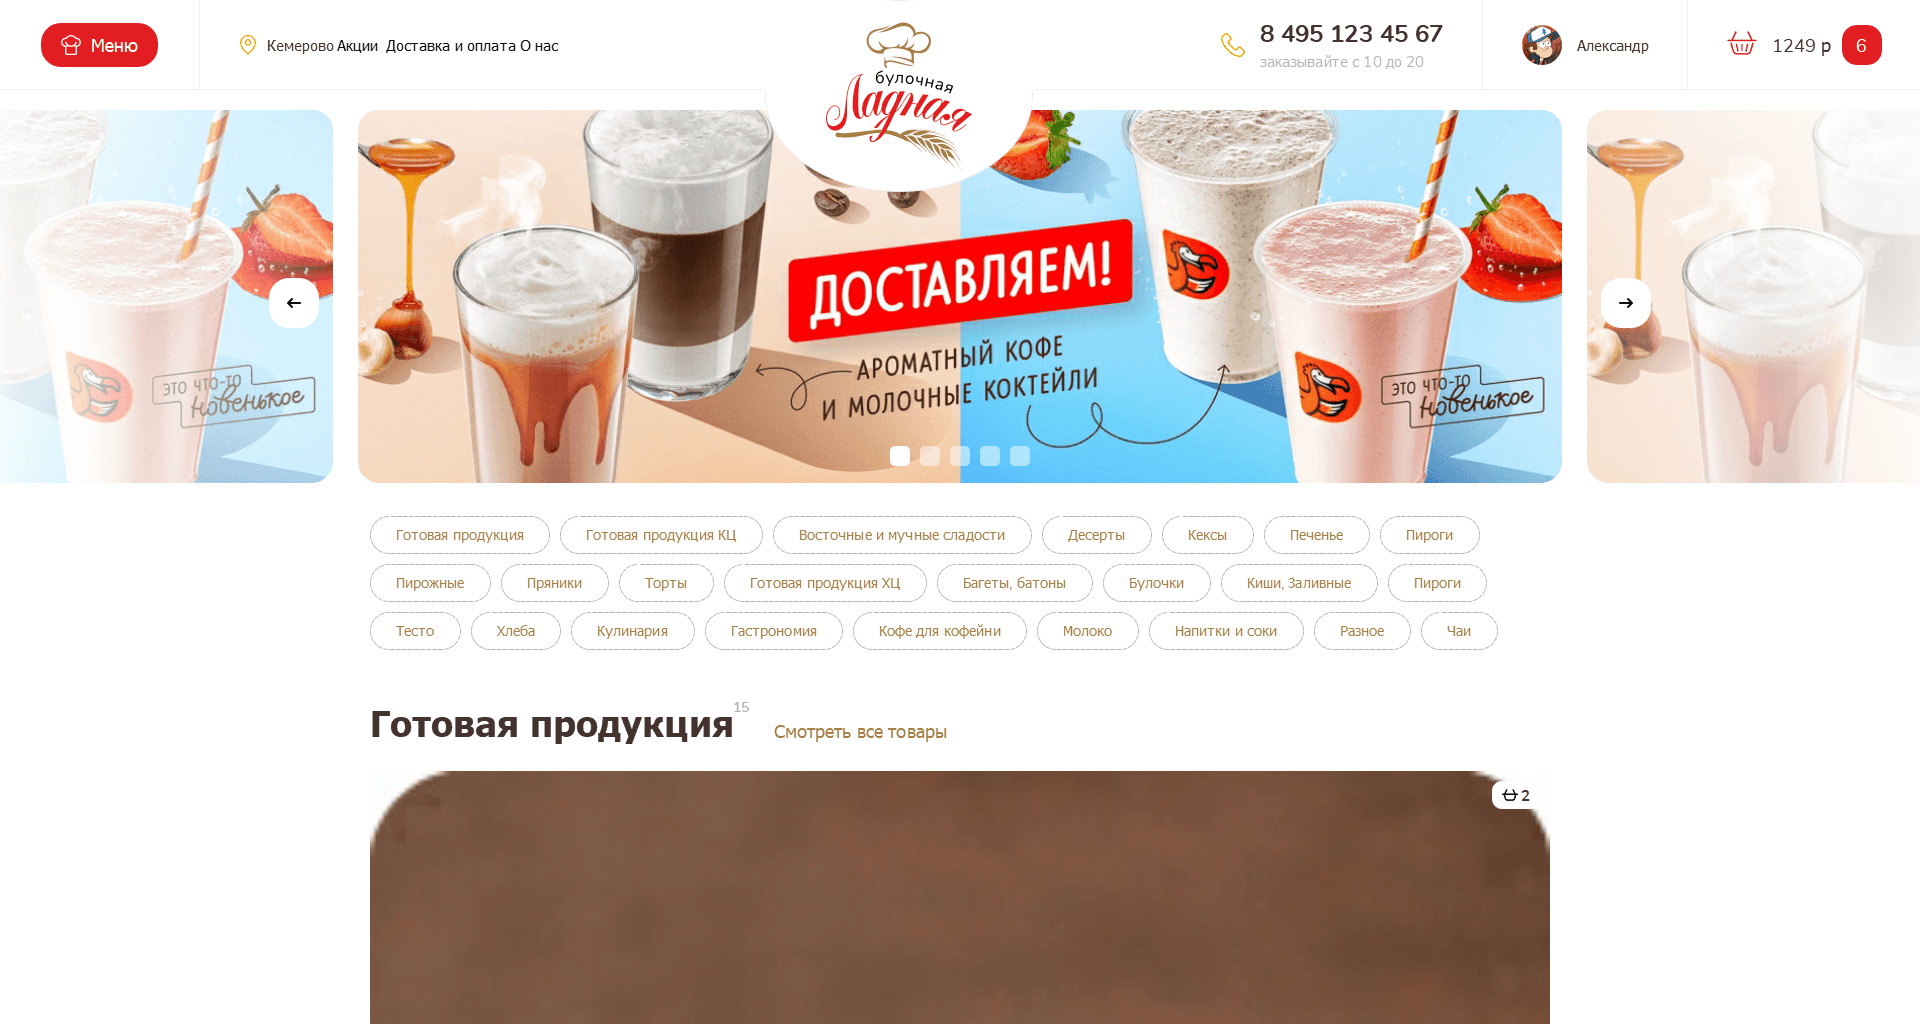 Меню
Кемерово Акции Доставка и оплата О нас
булочная
Ладная
8 495 123 45 67
заказывайте с 10 до 20
Александр
1249 р 6
ДОСТАВЛЯЕМ!
АРОМАТНЫЙ КОФЕ
И МОЛОЧНЫЕ КОКТЕЙЛИ
ЭТО ЧТО-ТО
новенькое
ЭТО ЧТО-ТО
новенькое
Готовая продукция Готовая продукция КЦ Восточные и мучные сладости Десерты Кексы Печенье Пироги
Пирожные Пряники Торты Готовая продукция ХЦ Багеты, батоны Булочки Киши, Заливные Пироги
Тесто Хлеба Кулинария Гастрономия Кофе для кофейни Молоко Напитки и соки Разное Чаи
Готовая продукция 15 Смотреть все товары
2